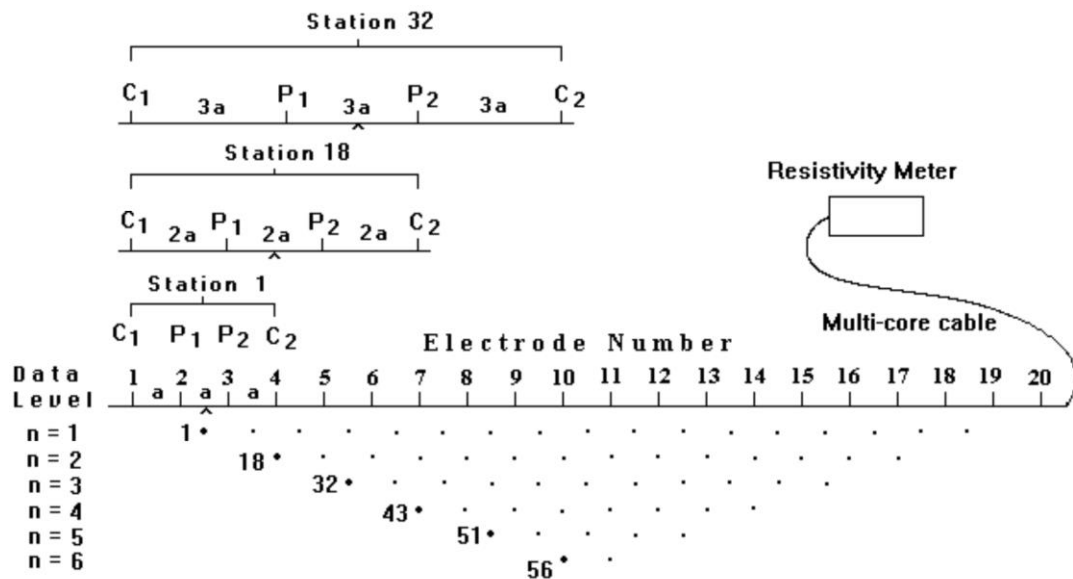 Station 32
C1 3a P1 3a P2 3a C2
Station 18
C1 2a P1 2a P2 2a C2
Resistivity Meter
Station 1
C1 P1 P2 C2
Multi-core cable
Electrode Number
Data Level
1 2 3 4 5 6 7 8 9 10 11 12 13 14 15 16 17 18 19 20
a a a
n = 1 1
n = 2 18
n = 3 32
n = 4 43
n = 5 51
n = 6 56